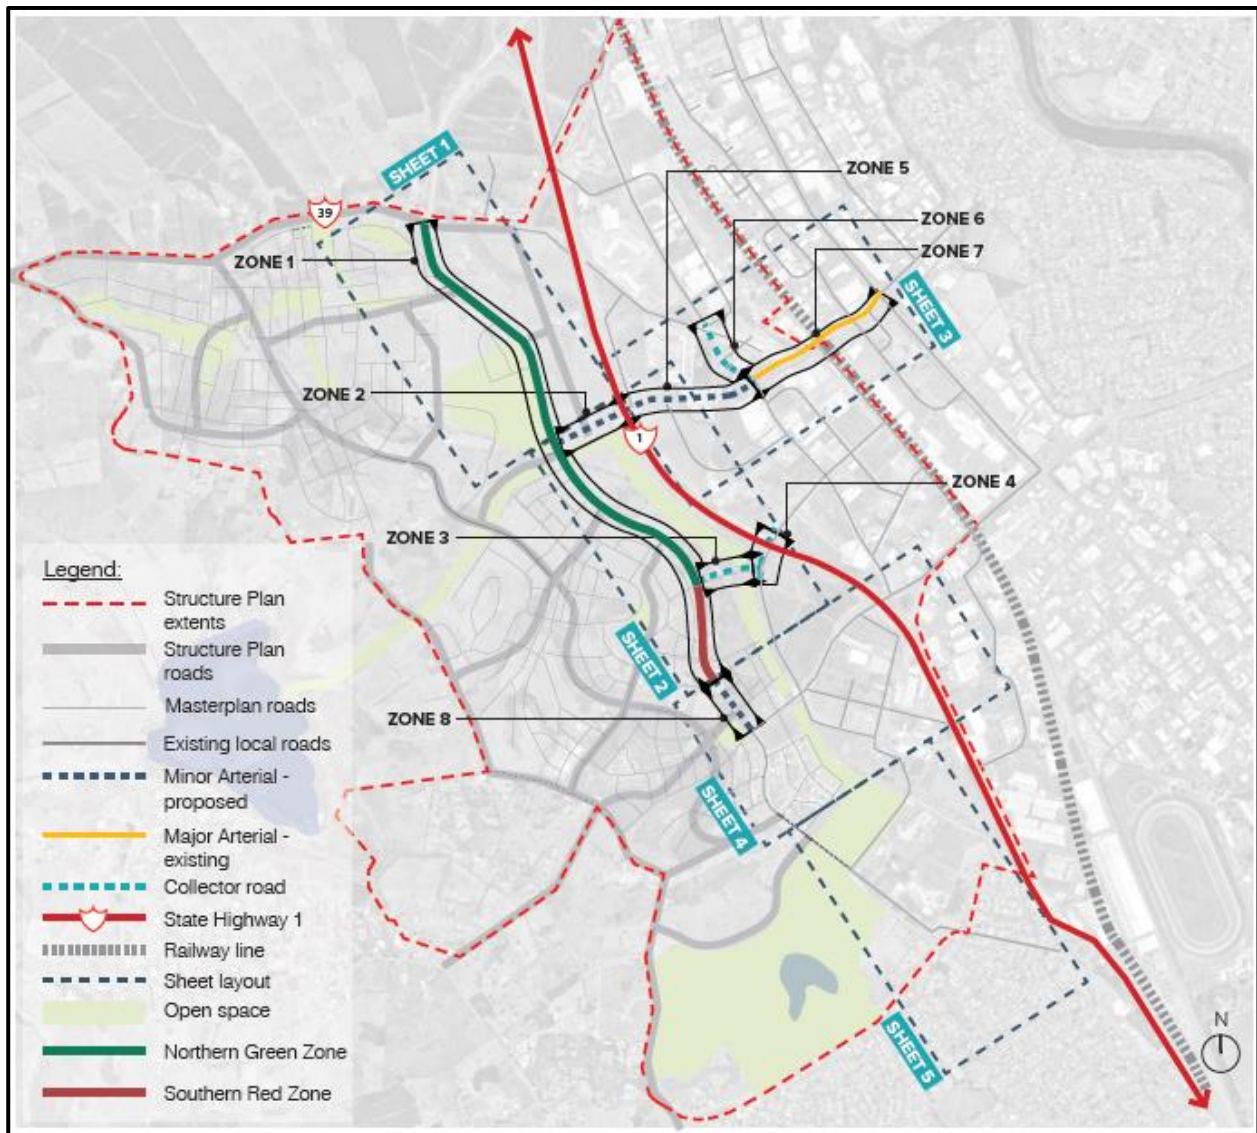 SHEET 1
ZONE 5
39
ZONE 6
ZONE 1
ZONE 7
SHEET 3
ZONE 2
1
ZONE 4
ZONE 3
SHEET 2
ZONE 8
SHEET 4
SHEET 5
N
Legend:
Structure Plan
extents
Structure Plan
roads
Masterplan roads
Existing local roads
Minor Arterial -
proposed
Major Arterial -
existing
Collector road
State Highway 1
Railway line
Sheet layout
Open space
Northern Green Zone
Southern Red Zone